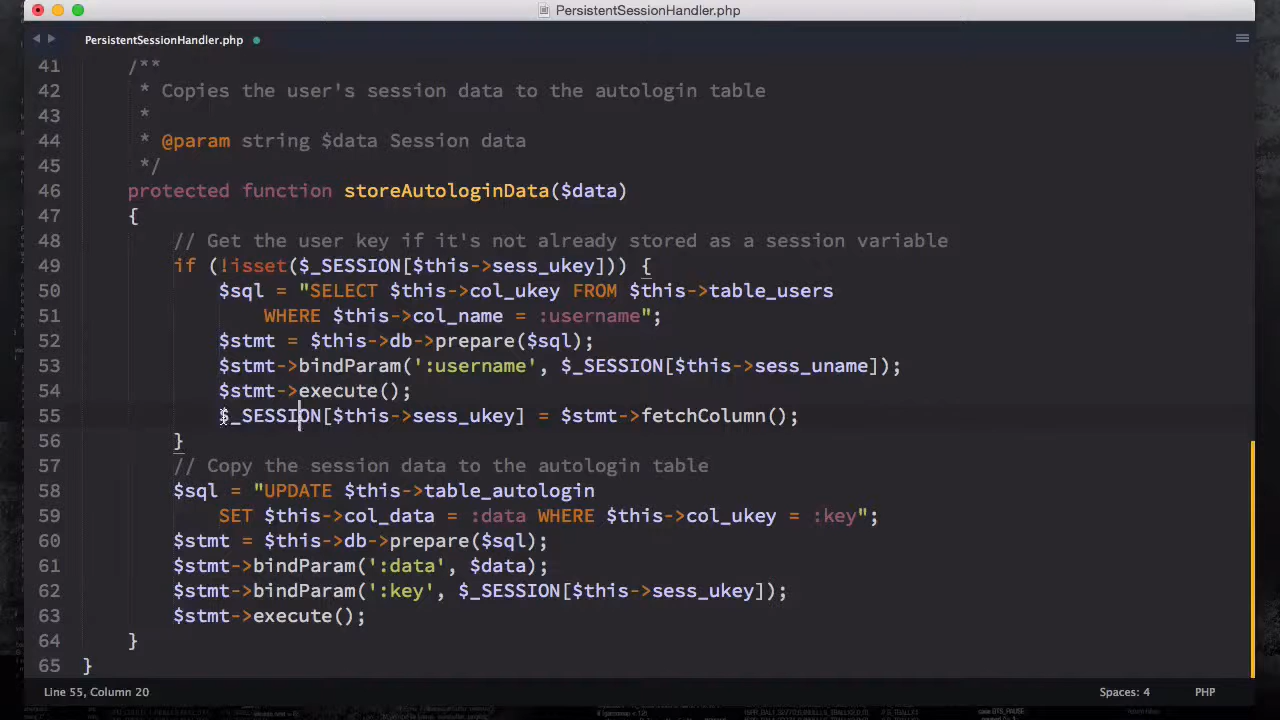 PersistentSessionHandler.php
PersistentSessionHandler.php
41 /**
42 * Copies the user's session data to the autologin table
43 *
44 * @param string $data Session data
45 */
46 protected function storeAutologinData($data)
47 {
48 // Get the user key if it's not already stored as a session variable
49 if (!isset($_SESSION[$this->sess_ukey])) {
50 $sql = "SELECT $this->col_ukey FROM $this->table_users
51 WHERE $this->col_name = :username";
52 $stmt = $this->db->prepare($sql);
53 $stmt->bindParam(':username', $_SESSION[$this->sess_uname]);
54 $stmt->execute();
55 $_SESSION[$this->sess_ukey] = $stmt->fetchColumn();
56 }
57 // Copy the session data to the autologin table
58 $sql = "UPDATE $this->table_autologin
59 SET $this->col_data = :data WHERE $this->col_ukey = :key";
60 $stmt = $this->db->prepare($sql);
61 $stmt->bindParam(':data', $data);
62 $stmt->bindParam(':key', $_SESSION[$this->sess_ukey]);
63 $stmt->execute();
64 }
65 }
Line 55, Column 20 Spaces: 4 PHP